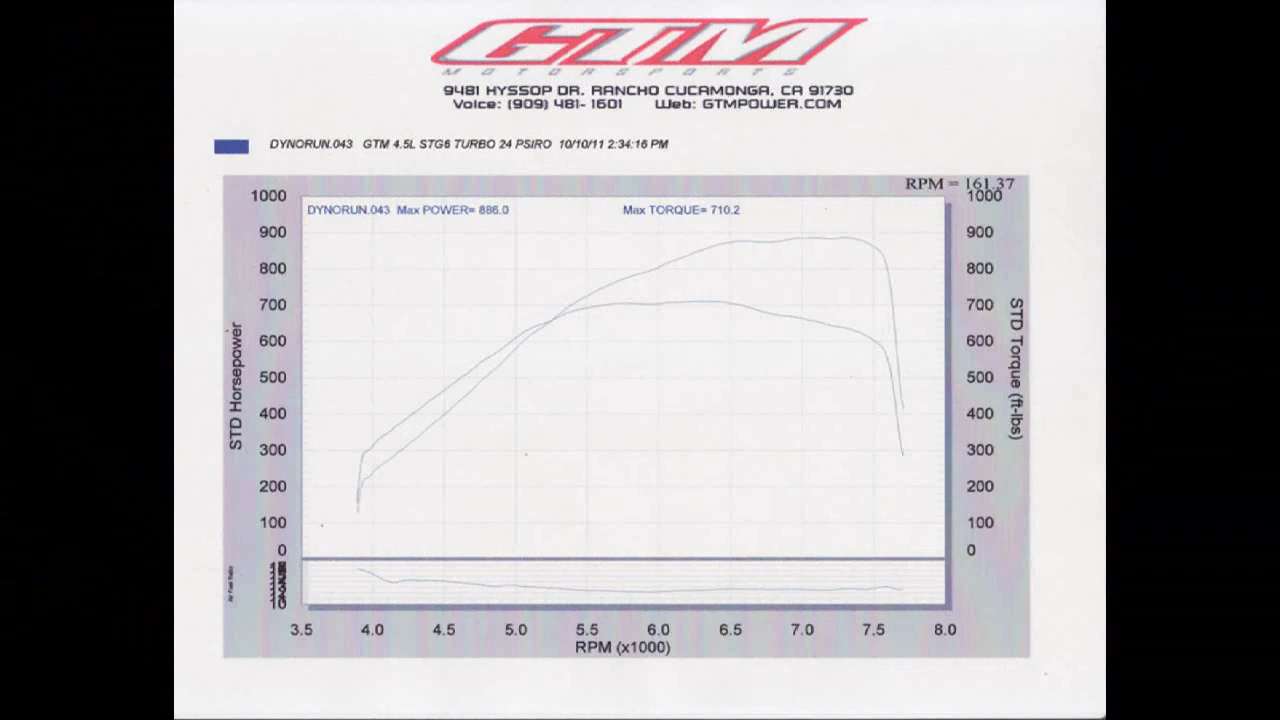 GTM
MOTORSPORTS
9481 HYSSOP DR. RANCHO CUCAMONGA, CA 91730
Voice: (909) 481-1601 Web: GTMPOWER.COM
DYNORUN.043 GTM 4.5L STG6 TURBO 24 PSIRO 10/10/11 2:34:16 PM
RPM = 161.37
DYNORUN.043 Max POWER= 886.0 Max TORQUE= 710.2
1000
900
800
700
600
500
400
300
200
100
0
STD Horsepower
1000
900
800
700
600
500
400
300
200
100
0
STD Torque (ft-lbs)
Air Fuel Ratio
10
3.5 4.0 4.5 5.0 5.5 6.0 6.5 7.0 7.5 8.0
RPM (x1000)